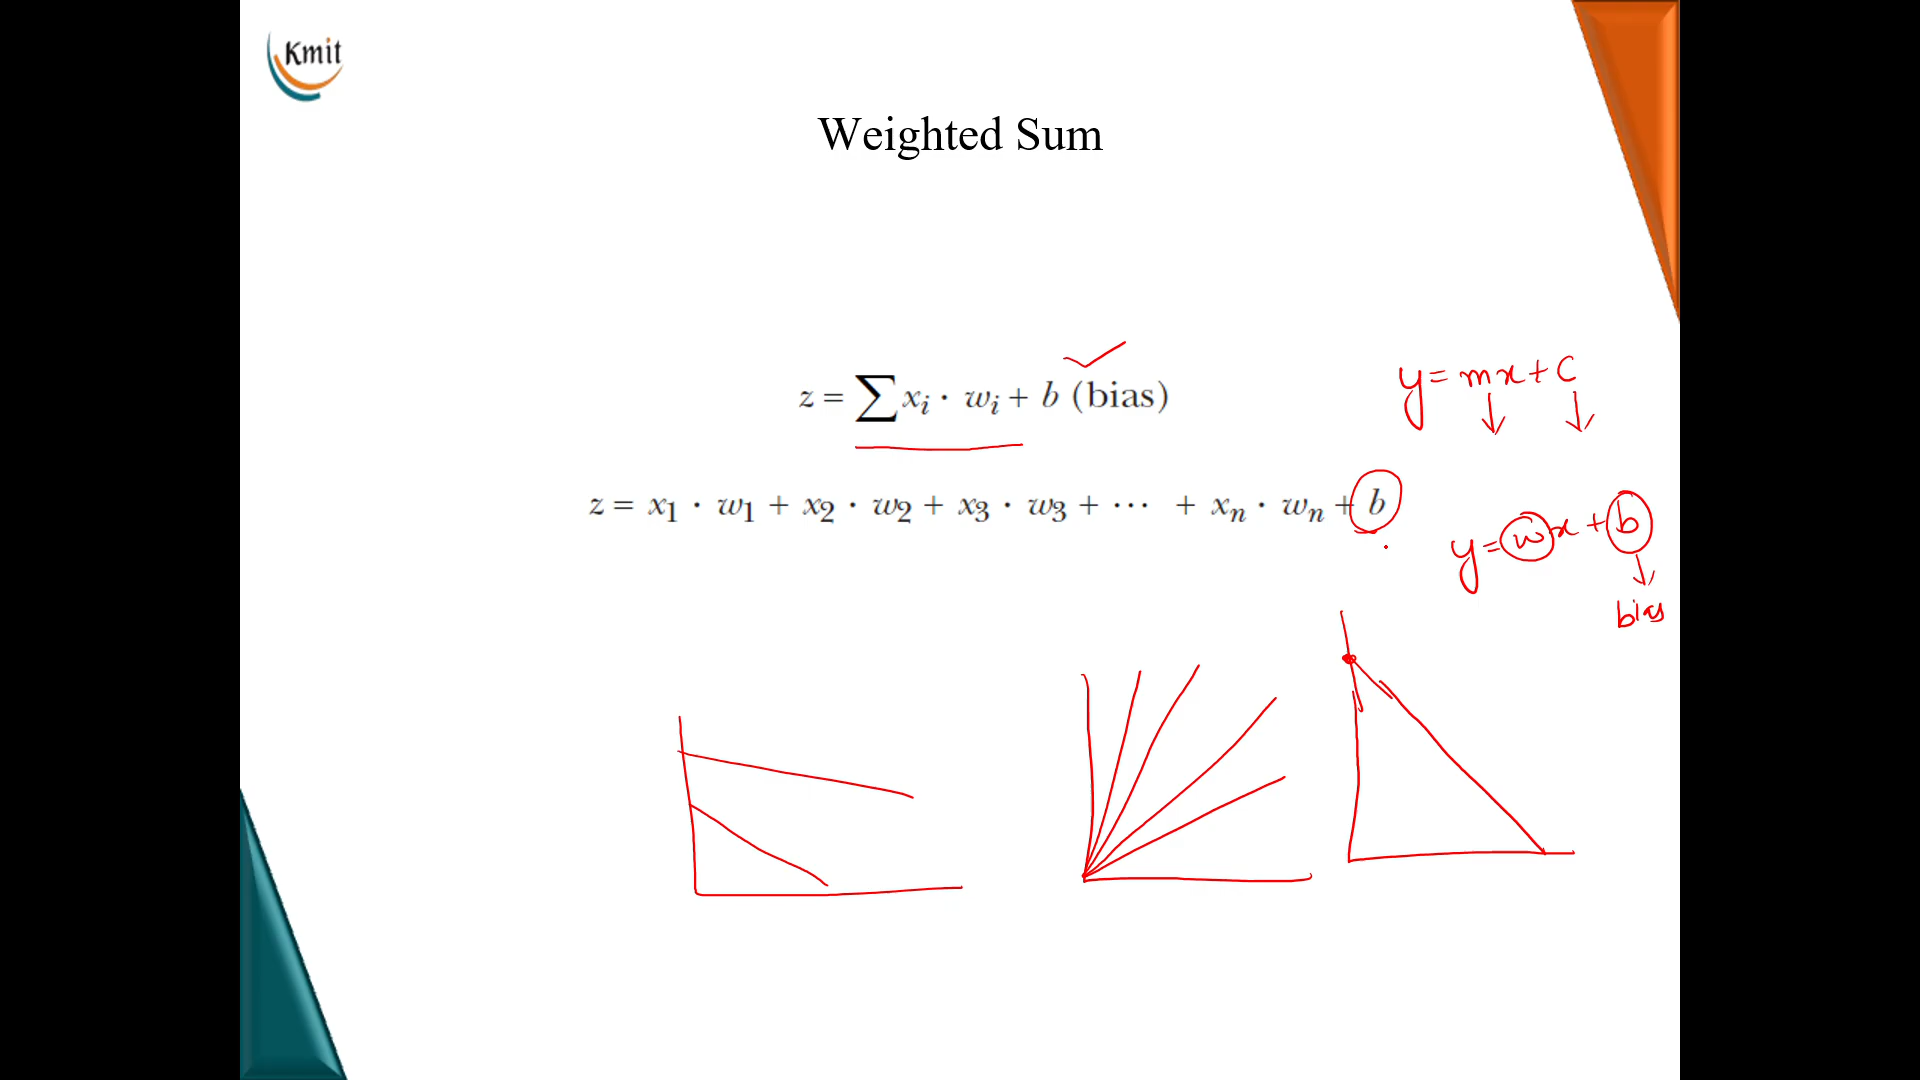 Kmit
Weighted Sum
z = ∑ xᵢ · wᵢ + b (bias)
y = mx + c
z = x₁ · w₁ + x₂ · w₂ + x₃ · w₃ + ··· + xₙ · wₙ + b
y = wx + b
bias